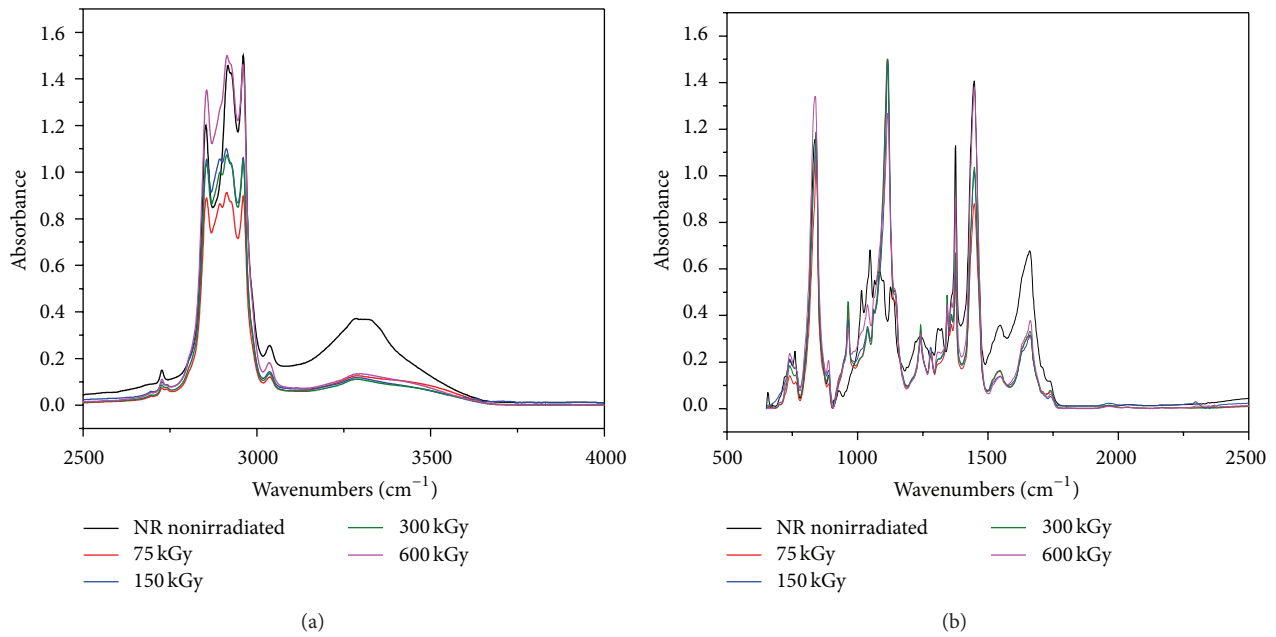 1.6
1.4
1.2
1.0
0.8
0.6
0.4
0.2
0.0
Absorbance
2500 3000 3500 4000
Wavenumbers (cm⁻¹)
NR nonirradiated
75 kGy
150 kGy
300 kGy
600 kGy
(a)
1.6
1.4
1.2
1.0
0.8
0.6
0.4
0.2
0.0
Absorbance
500 1000 1500 2000 2500
Wavenumbers (cm⁻¹)
NR nonirradiated
75 kGy
150 kGy
300 kGy
600 kGy
(b)